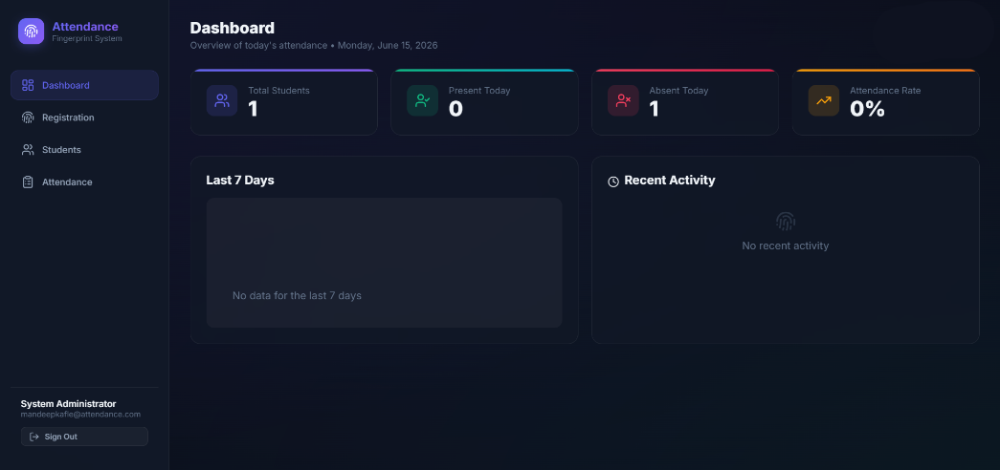 Attendance
Fingerprint System
Dashboard
Registration
Students
Attendance
System Administrator
mandeepkafle@attendance.com
Sign Out
Dashboard
Overview of today's attendance • Monday, June 15, 2026
Total Students
1
Present Today
0
Absent Today
1
Attendance Rate
0%
Last 7 Days
No data for the last 7 days
Recent Activity
No recent activity